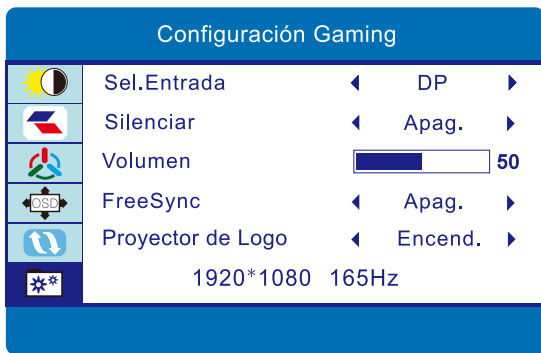 Configuración Gaming
Sel.Entrada DP
Silenciar Apag.
Volumen 50
FreeSync Apag.
OSD
Proyector de Logo Encend.
1920*1080 165Hz